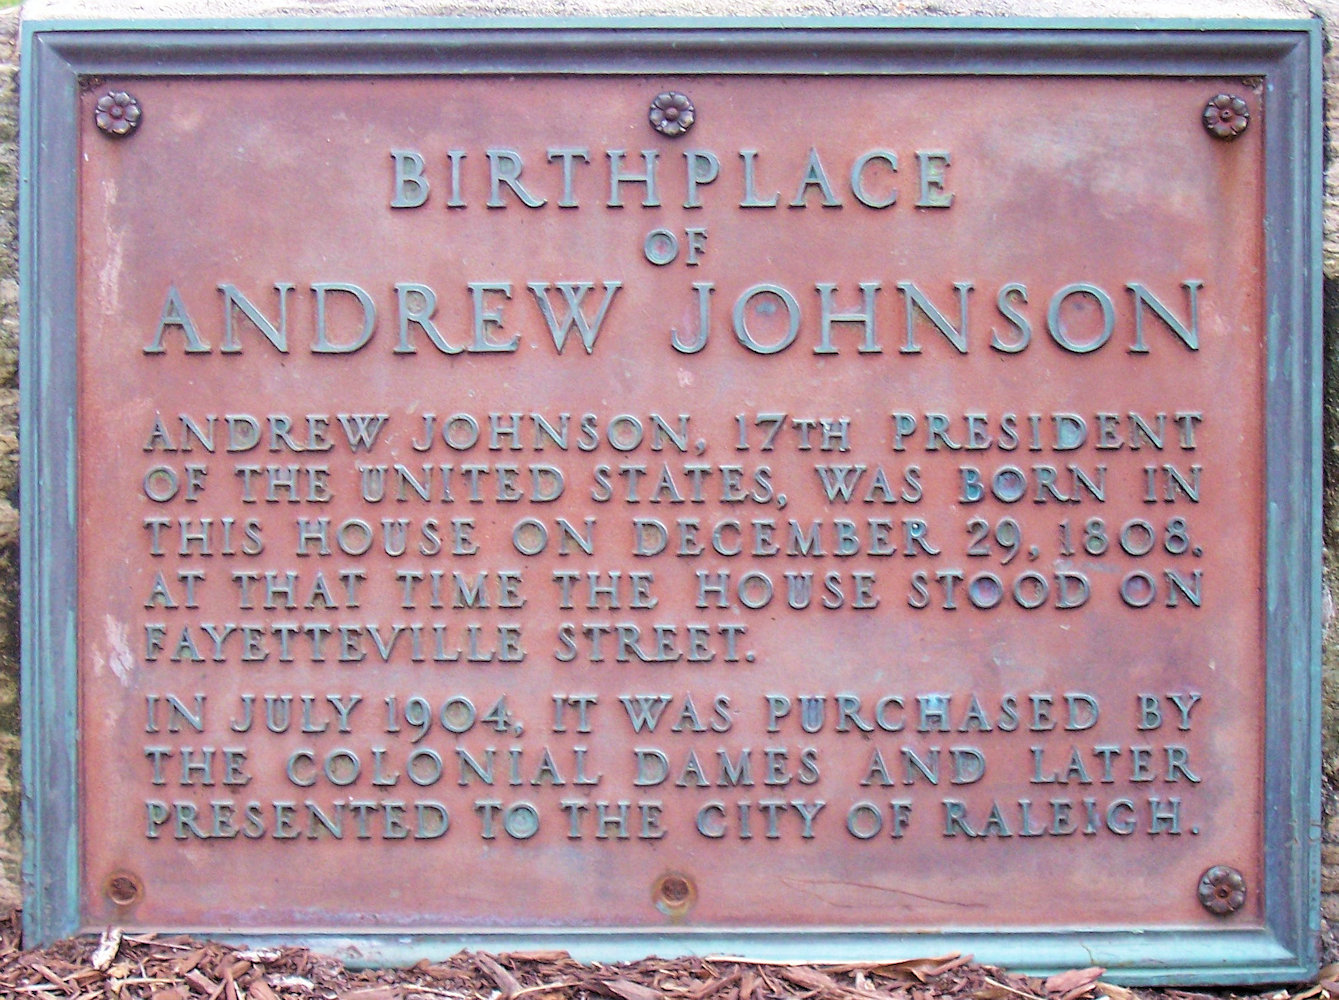 BIRTHPLACE
OF
ANDREW JOHNSON
ANDREW JOHNSON, 17TH PRESIDENT
OF THE UNITED STATES, WAS BORN IN
THIS HOUSE ON DECEMBER 29, 1808.
AT THAT TIME THE HOUSE STOOD ON
FAYETTEVILLE STREET.
IN JULY 1904, IT WAS PURCHASED BY
THE COLONIAL DAMES AND LATER
PRESENTED TO THE CITY OF RALEIGH.